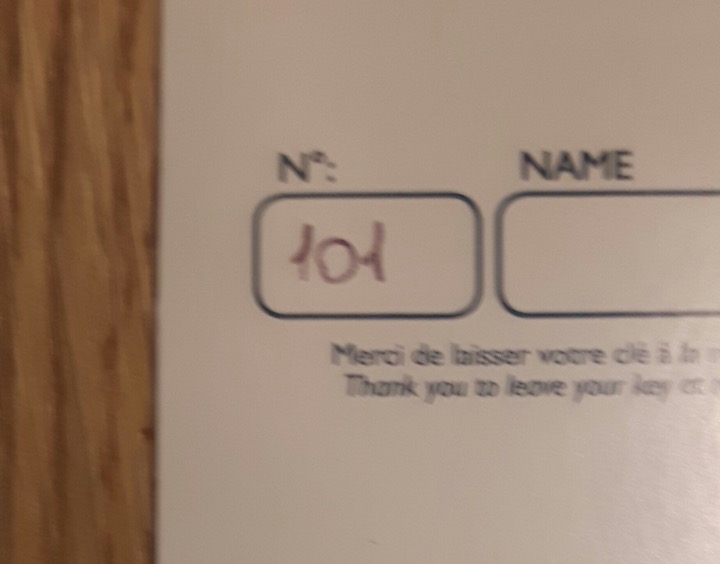 N°: NAME
101
Merci de laisser votre clé à la
Thank you to leave your key at